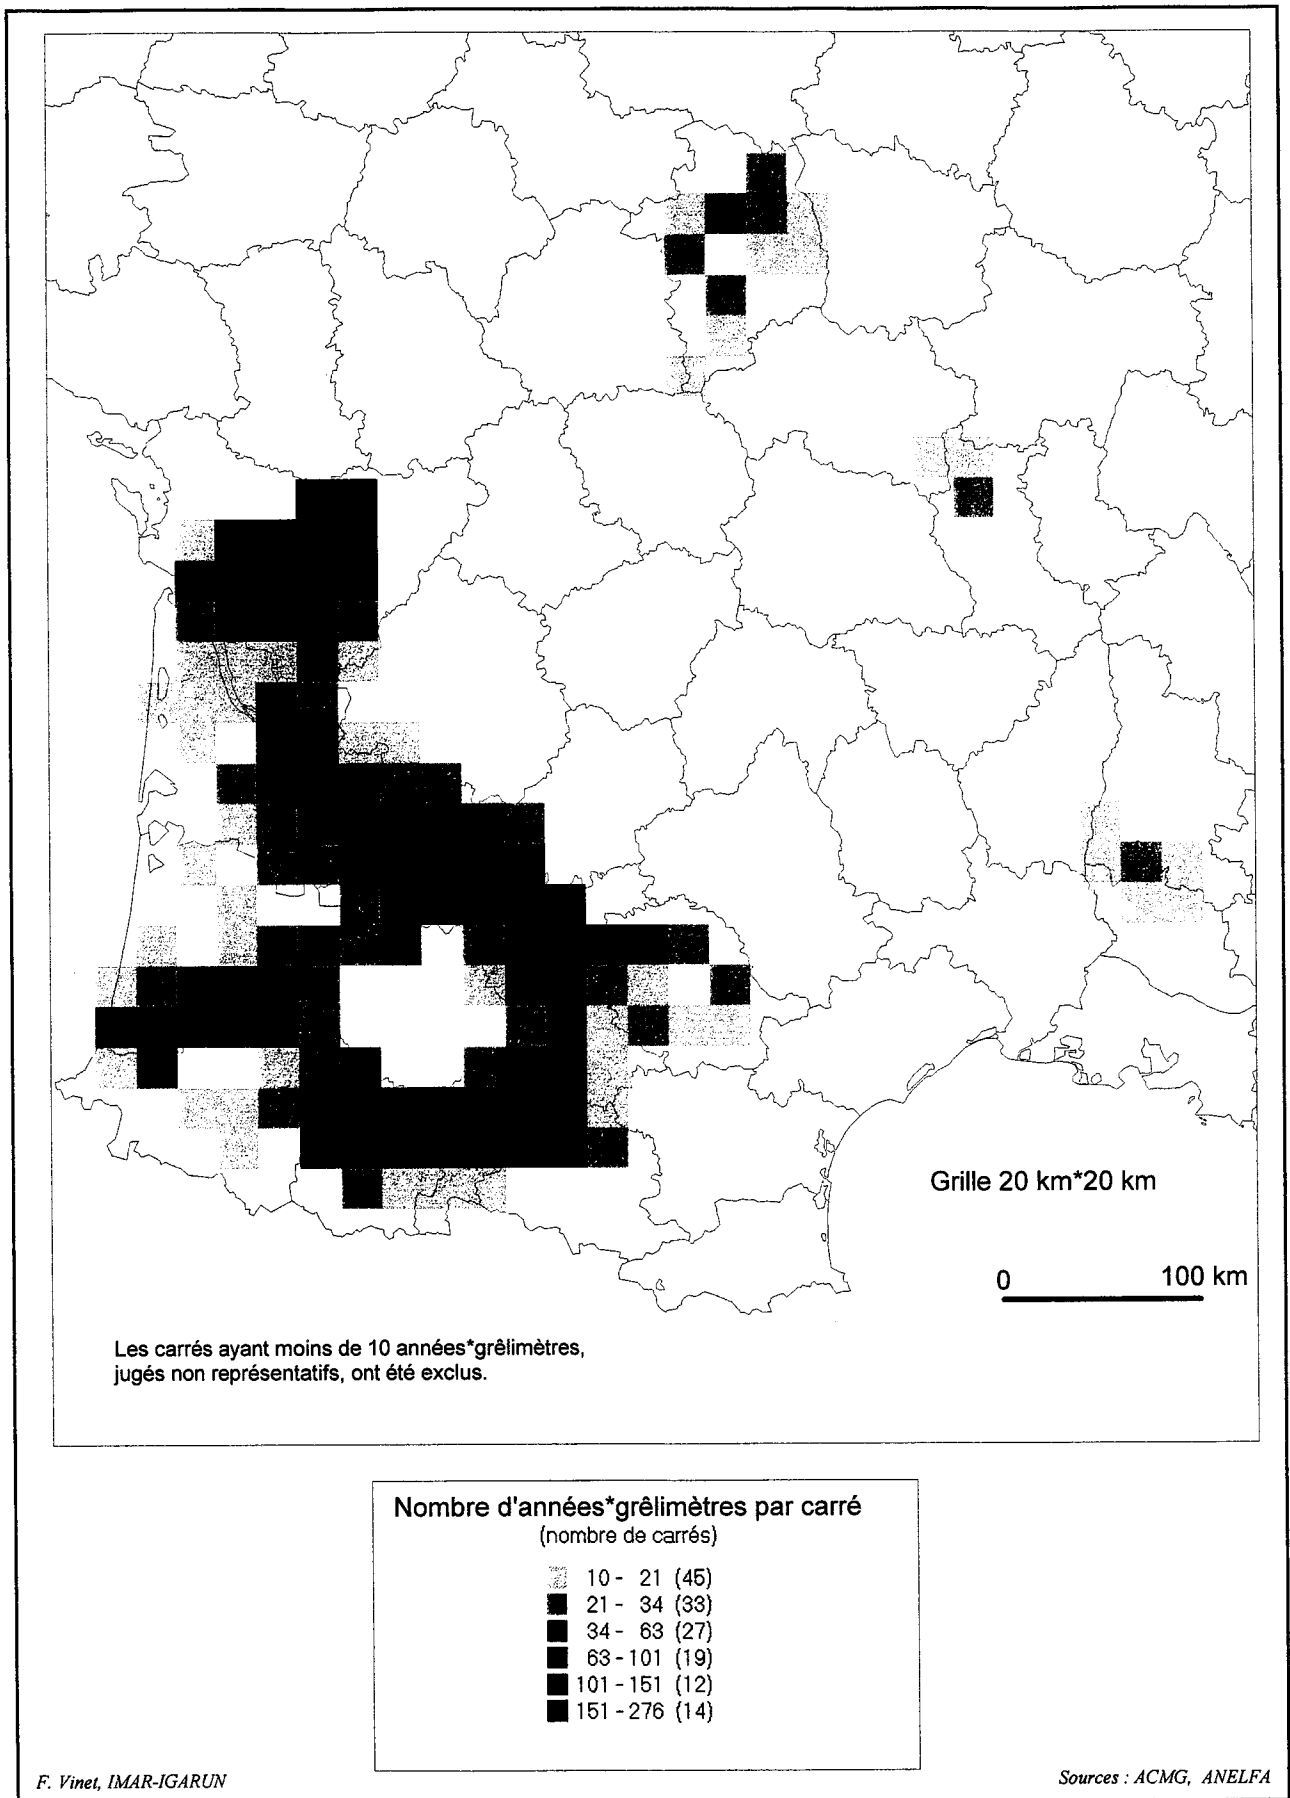 Grille 20 km*20 km
0 100 km
Les carrés ayant moins de 10 années*grêlimètres,
jugés non représentatifs, ont été exclus.
Nombre d'années*grêlimètres par carré
(nombre de carrés)
10 - 21 (45)
21 - 34 (33)
34 - 63 (27)
63 - 101 (19)
101 - 151 (12)
151 - 276 (14)
F. Vinet, IMAR-IGARUN
Sources : ACMG, ANELFA